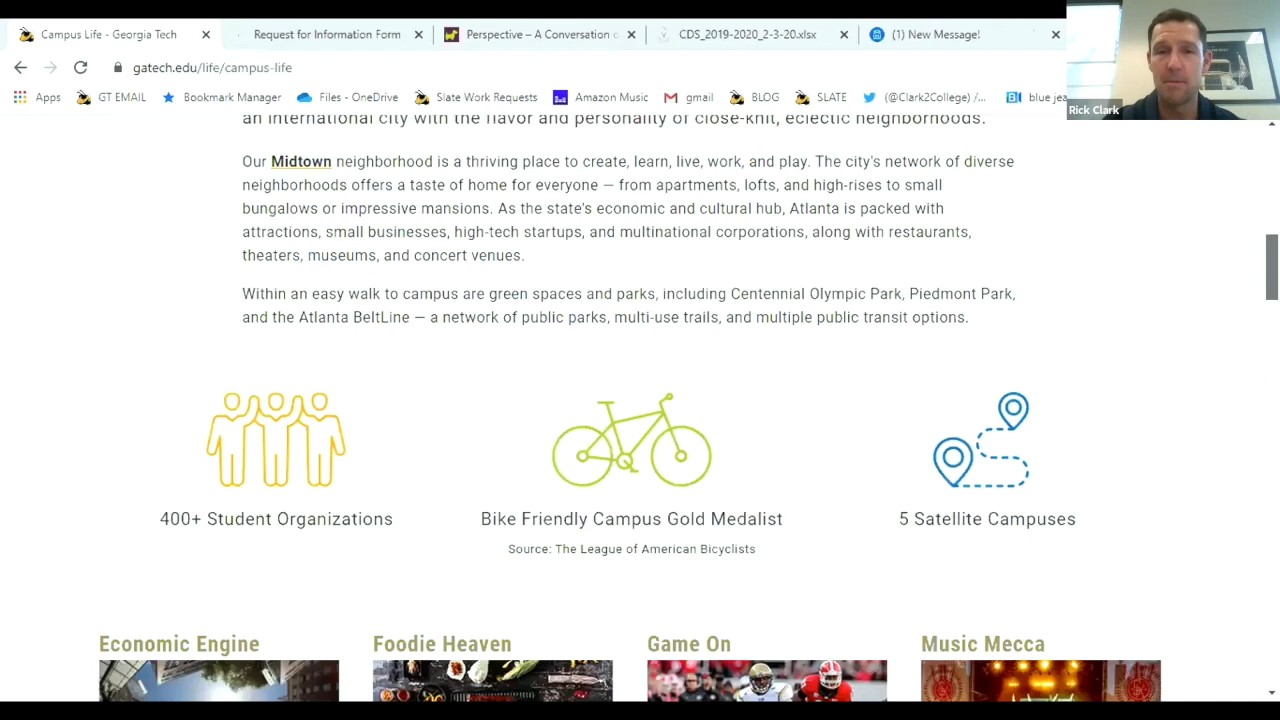 Campus Life - Georgia Tech
Request for Information Form
Perspective – A Conversation o
CDS_2019-2020_2-3-20.xlsx
(1) New Message!
gatech.edu/life/campus-life
Apps
GT EMAIL
Bookmark Manager
Files - OneDrive
Slate Work Requests
Amazon Music
gmail
BLOG
SLATE
(@Clark2College) /...
blue jea
Rick Clark
an internationality with the flavor and personality of close-knit, eclectic neighborhoods.
Our Midtown neighborhood is a thriving place to create, learn, live, work, and play. The city's network of diverse
neighborhoods offers a taste of home for everyone — from apartments, lofts, and high-rises to small
bungalows or impressive mansions. As the state's economic and cultural hub, Atlanta is packed with
attractions, small businesses, high-tech startups, and multinational corporations, along with restaurants,
theaters, museums, and concert venues.
Within an easy walk to campus are green spaces and parks, including Centennial Olympic Park, Piedmont Park,
and the Atlanta BeltLine — a network of public parks, multi-use trails, and multiple public transit options.
400+ Student Organizations
Bike Friendly Campus Gold Medalist
Source: The League of American Bicyclists
5 Satellite Campuses
Economic Engine
Foodie Heaven
Game On
Music Mecca